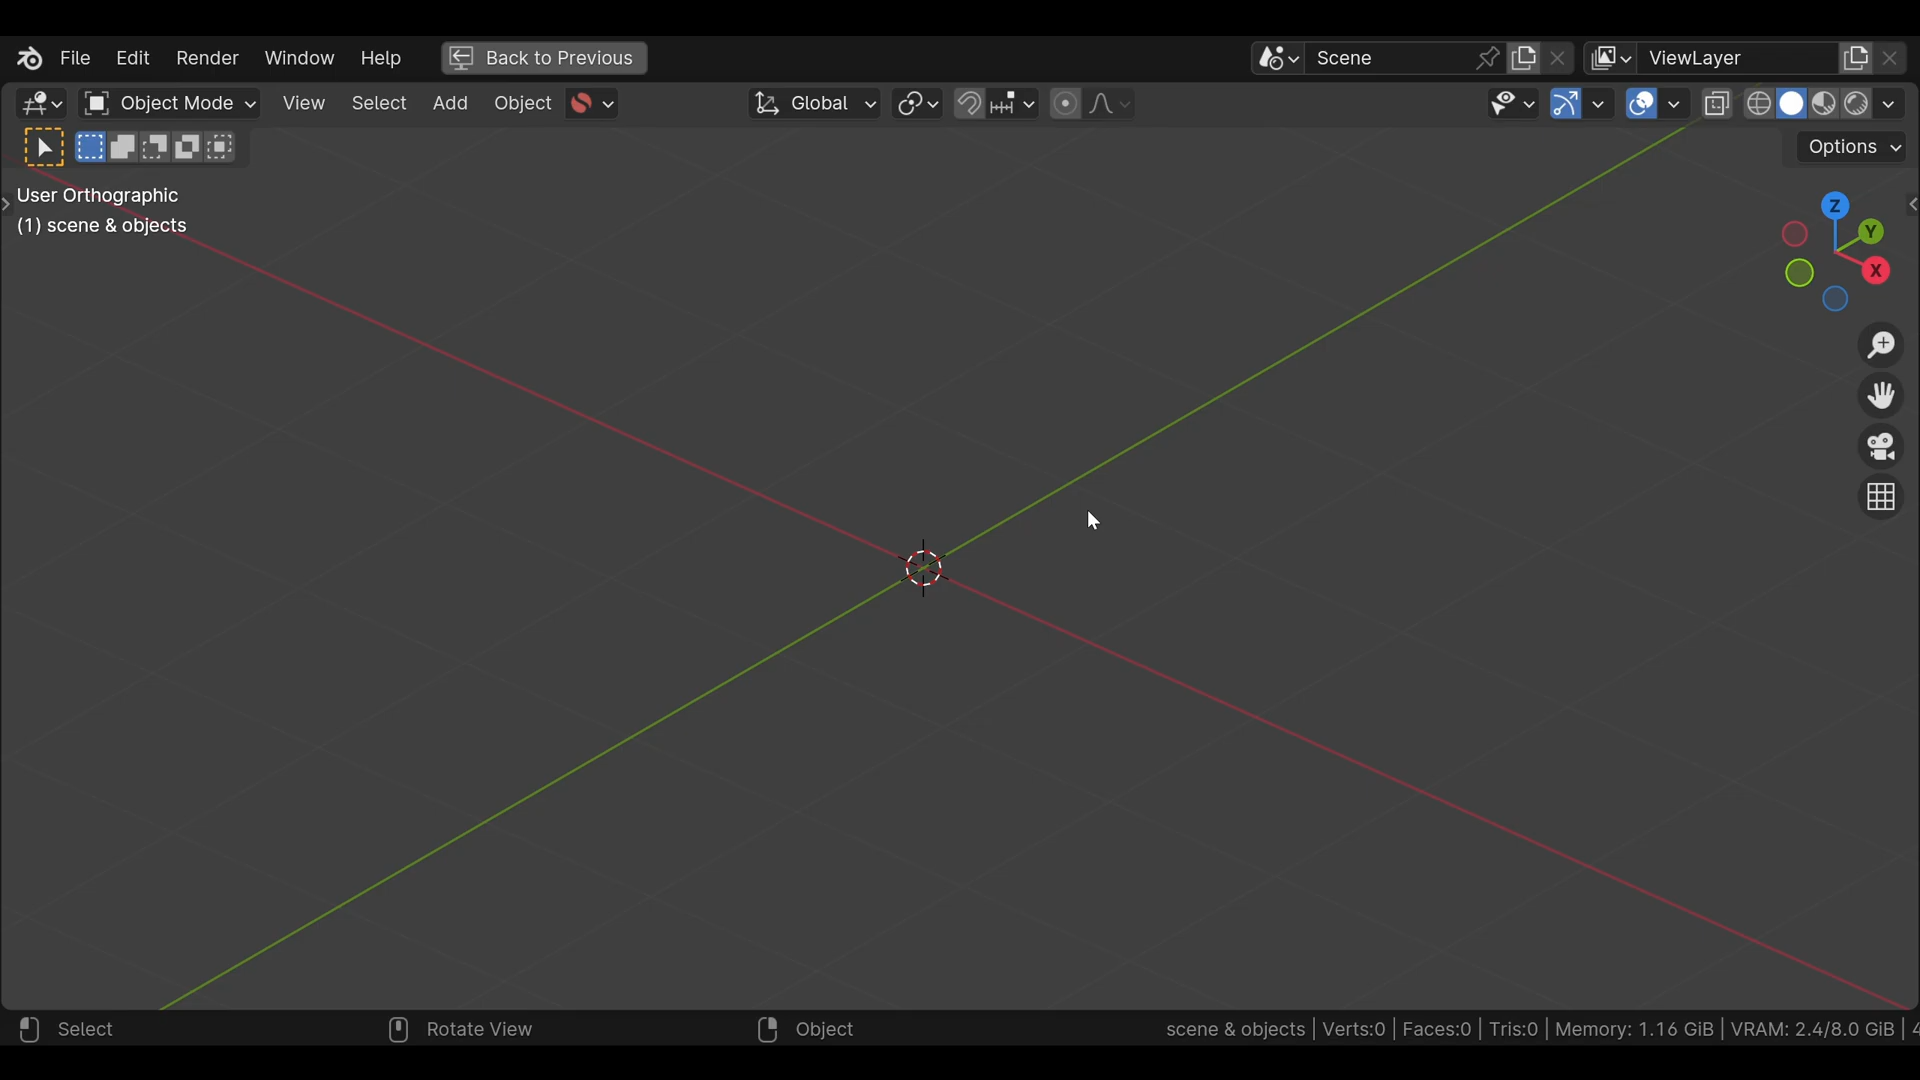 File Edit Render Window Help Back to Previous Scene ViewLayer
Object Mode View Select Add Object Global
Options
User Orthographic
(1) scene & objects
Z
Y
X
Select Rotate View Object scene & objects | Verts:0 | Faces:0 | Tris:0 | Memory: 1.16 GiB | VRAM: 2.4/8.0 GiB | 4